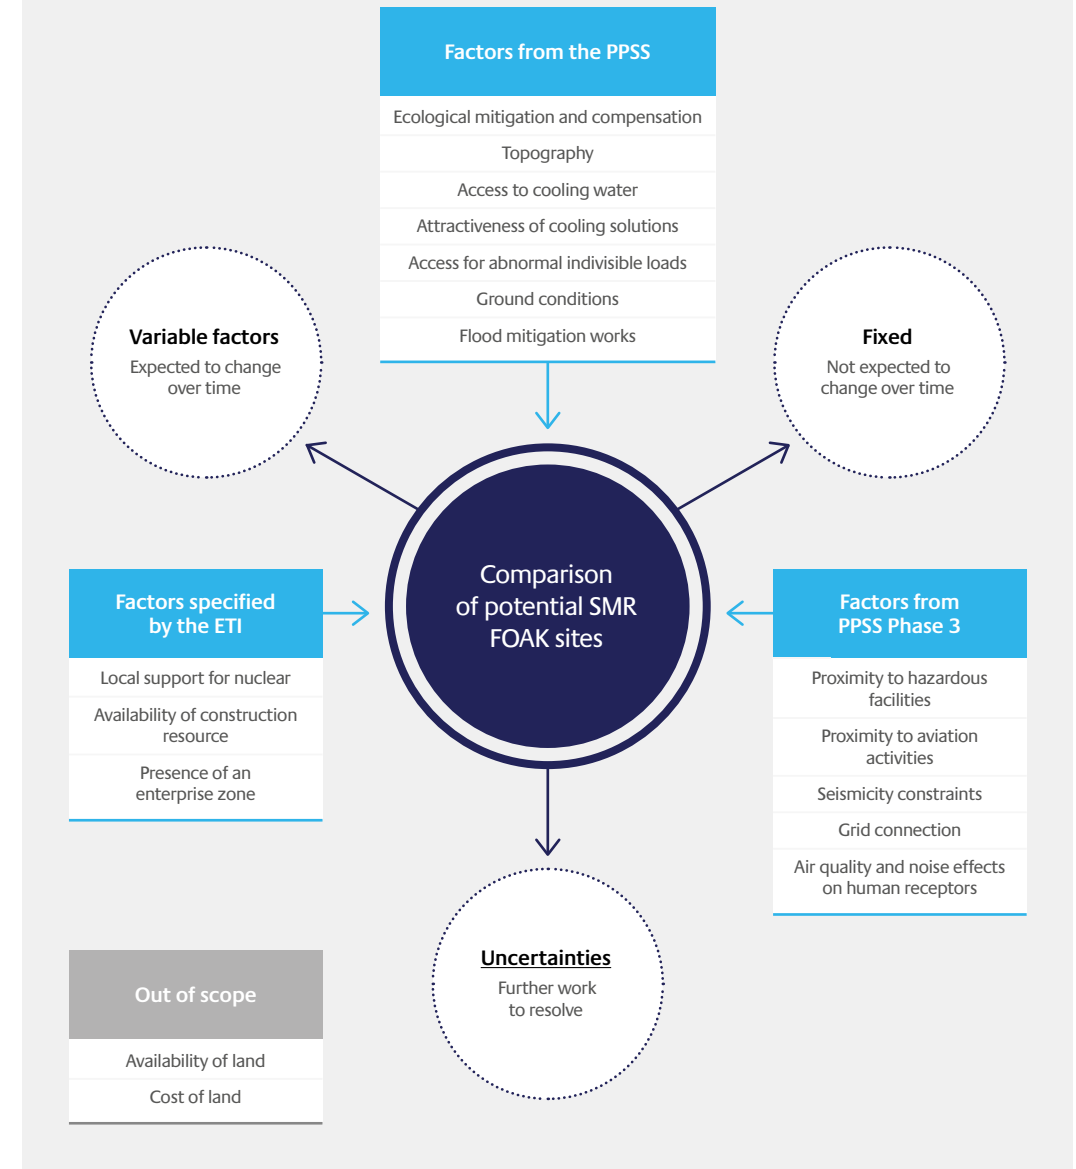 Factors from the PPSS
Ecological mitigation and compensation
Topography
Access to cooling water
Attractiveness of cooling solutions
Access for abnormal indivisible loads
Ground conditions
Flood mitigation works
Variable factors
Expected to change
over time
Fixed
Not expected to
change over time
Comparison
of potential SMR
FOAK sites
Factors specified
by the ETI
Local support for nuclear
Availability of construction
resource
Presence of an
enterprise zone
Factors from
PPSS Phase 3
Proximity to hazardous
facilities
Proximity to aviation
activities
Seismicity constraints
Grid connection
Air quality and noise effects
on human receptors
Uncertainties
Further work
to resolve
Out of scope
Availability of land
Cost of land